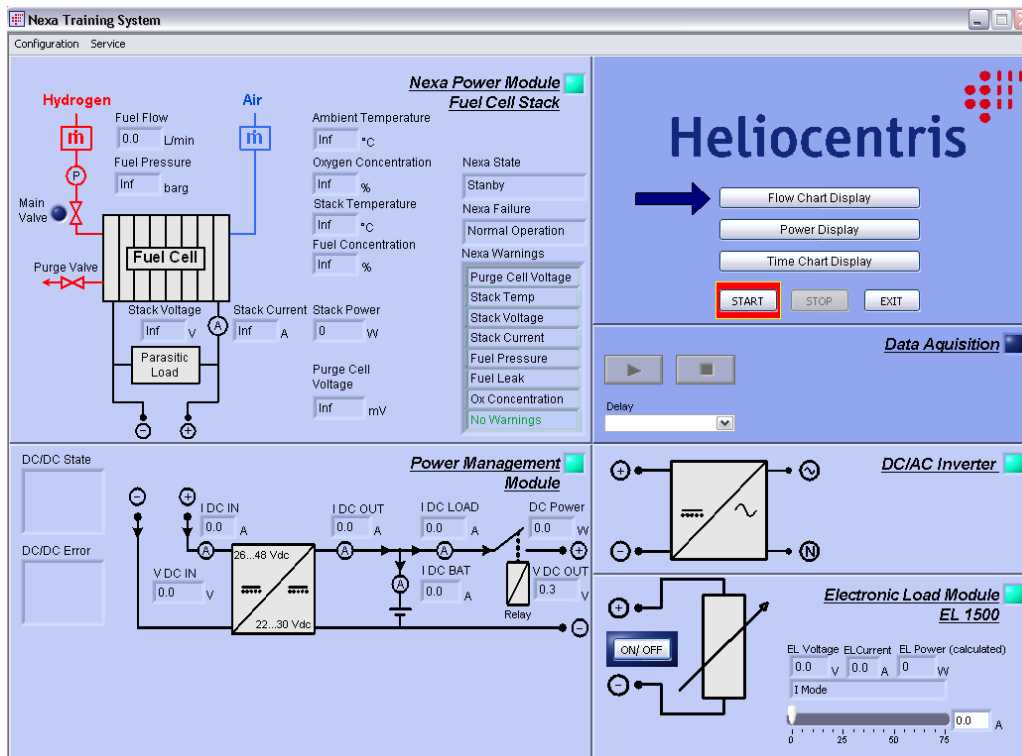 Nexa Training System
Configuration Service
Nexa Power Module
Fuel Cell Stack
Hydrogen
Air
ṁ
ṁ
Fuel Flow
0.0 L/min
Fuel Pressure
Inf barg
P
Main
Valve
Fuel Cell
Purge Valve
Ambient Temperature
Inf °C
Oxygen Concentration
Inf %
Stack Temperature
Inf °C
Fuel Concentration
Inf %
Stack Voltage
Inf V
A
Stack Current
Inf A
Stack Power
0 W
Parasitic
Load
Purge Cell
Voltage
Inf mV
- +
Nexa State
Stanby
Nexa Failure
Normal Operation
Nexa Warnings
Purge Cell Voltage
Stack Temp
Stack Voltage
Stack Current
Fuel Pressure
Fuel Leak
Ox Concentration
No Warnings
Heliocentris
Flow Chart Display
Power Display
Time Chart Display
START STOP EXIT
Data Aquisition
Delay
DC/DC State
DC/DC Error
Power Management
Module
- +
I DC IN
0.0 A
A
V DC IN
0.0 V
26...48 Vdc
22...30 Vdc
I DC OUT
0.0 A
A
I DC LOAD
0.0 A
A
DC Power
0.0 W
+
A
I DC BAT
0.0 A
Relay
V DC OUT
0.3 V
-
DC/AC Inverter
+
-
N
Electronic Load Module
EL 1500
+
ON/ OFF
-
EL Voltage ELCurrent EL Power (calculated)
0.0 V 0.0 A 0 W
I Mode
0.0 A
0 25 50 75